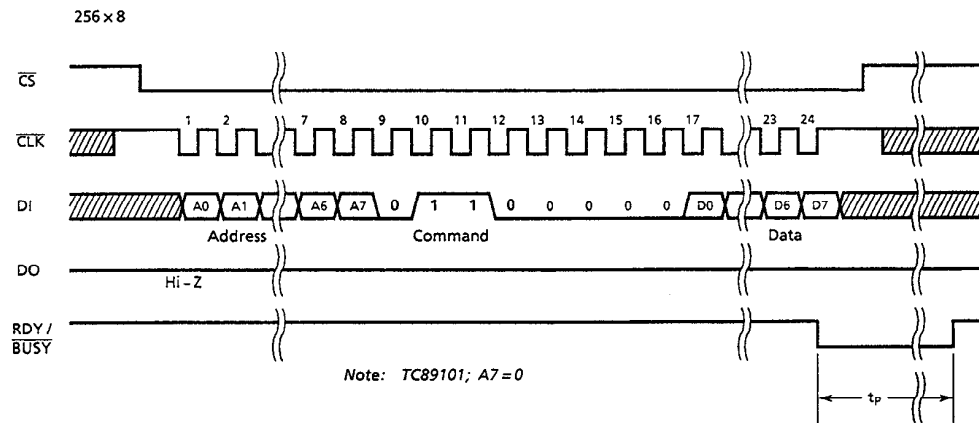 256 × 8
CS
CLK 1 2 7 8 9 10 11 12 13 14 15 16 17 23 24
DI A0 A1 A6 A7 0 1 1 0 0 0 0 0 D0 D6 D7
Address Command Data
DO
Hi-Z
RDY /
BUSY
Note: TC89101; A7=0
tP